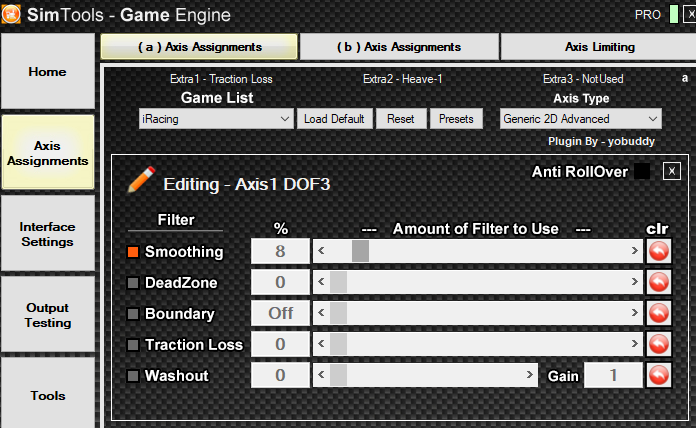 SimTools - Game Engine
PRO
X
Home
( a ) Axis Assignments
( b ) Axis Assignments
Axis Limiting
Extra1 - Traction Loss
Extra2 - Heave-1
Extra3 - NotUsed
a
Game List
Axis Type
iRacing
Load Default
Reset
Presets
Generic 2D Advanced
Plugin By - yobuddy
Axis Assignments
Editing - Axis1 DOF3
Anti RollOver
X
Filter
%
--- Amount of Filter to Use ---
clr
Smoothing
8
DeadZone
0
Boundary
Off
Traction Loss
0
Washout
0
Gain
1
Interface Settings
Output Testing
Tools